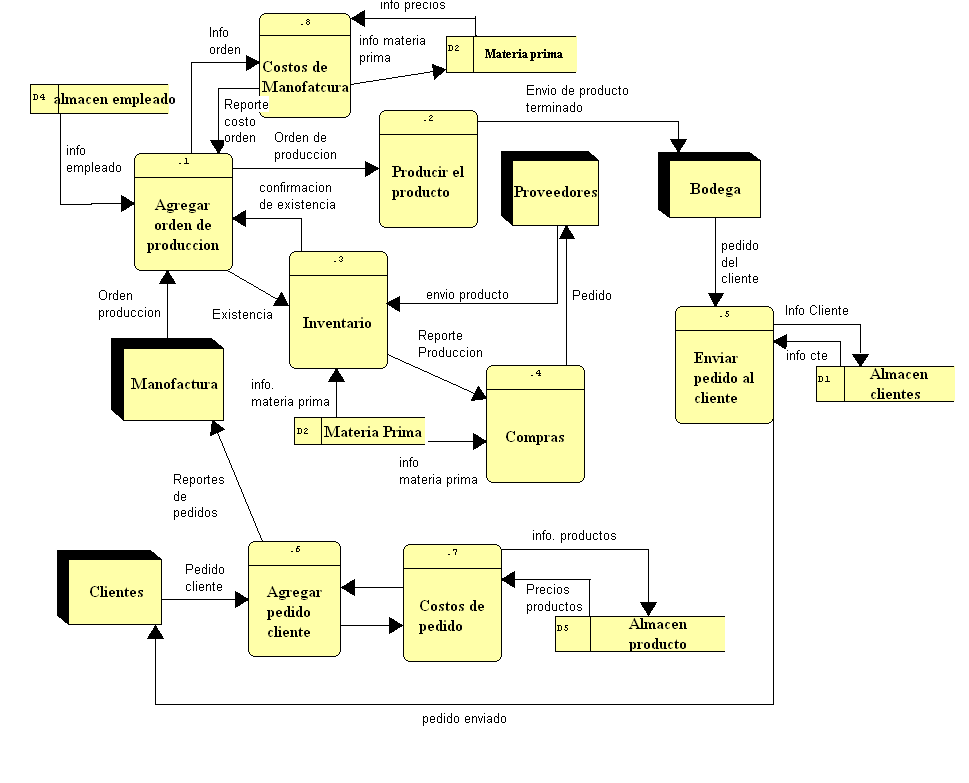 info precios
.8
Info
orden
info materia
prima
D2
Materia prima
Costos de
Manofatcura
D4
almacen empleado
Reporte
costo
orden
Envio de producto
terminado
.2
Orden de
produccion
info
empleado
.1
Producir el
producto
Proveedores
Bodega
Agregar
orden de
produccion
confirmacion
de existencia
.3
pedido
del
cliente
Orden
produccion
Existencia
Inventario
envio producto
Pedido
.5
Info Cliente
Reporte
Produccion
info cte
Enviar
pedido al
cliente
D1
Almacen
clientes
Manofactura
.4
info.
materia prima
D2
Materia Prima
Compras
info
materia prima
Reportes
de
pedidos
info. productos
.6
.7
Pedido
cliente
Clientes
Agregar
pedido
cliente
Costos de
pedido
Precios
productos
D5
Almacen
producto
pedido enviado